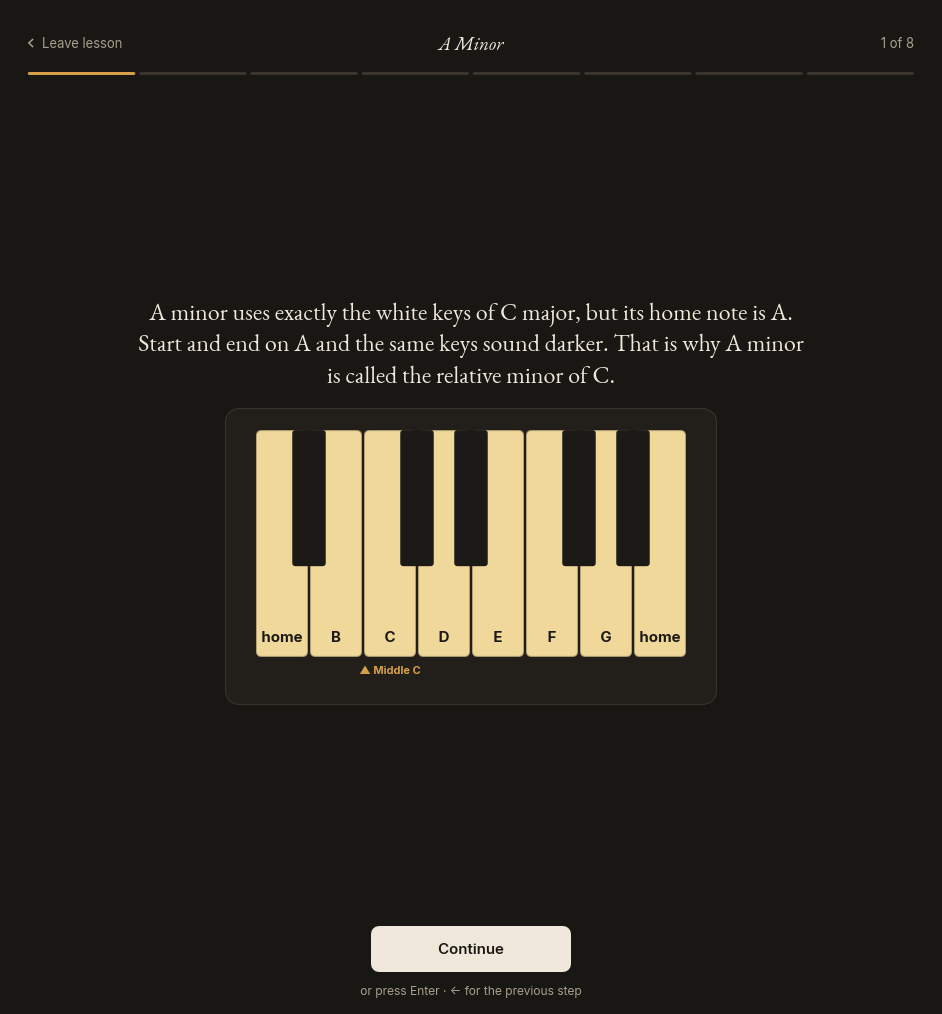 Leave lesson
A Minor
1 of 8
A minor uses exactly the white keys of C major, but its home note is A.
Start and end on A and the same keys sound darker. That is why A minor
is called the relative minor of C.
home B C D E F G home
▲ Middle C
Continue
or press Enter · ← for the previous step